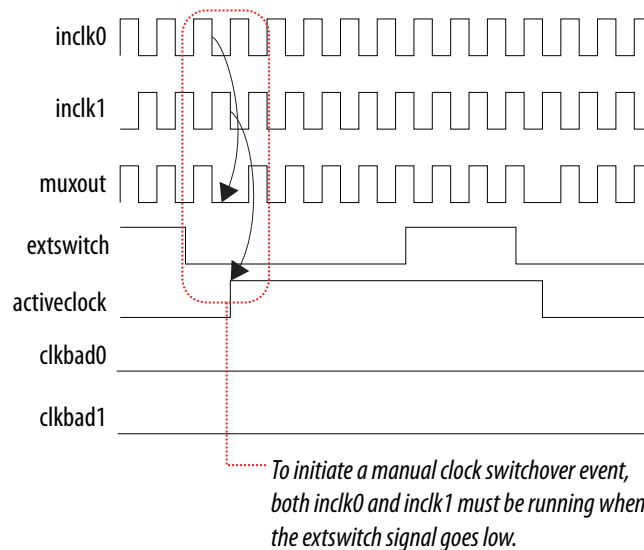 inclk0
inclk1
muxout
extswitch
activeclock
clkbad0
clkbad1
To initiate a manual clock switchover event,
both inclk0 and inclk1 must be running when
the extswitch signal goes low.